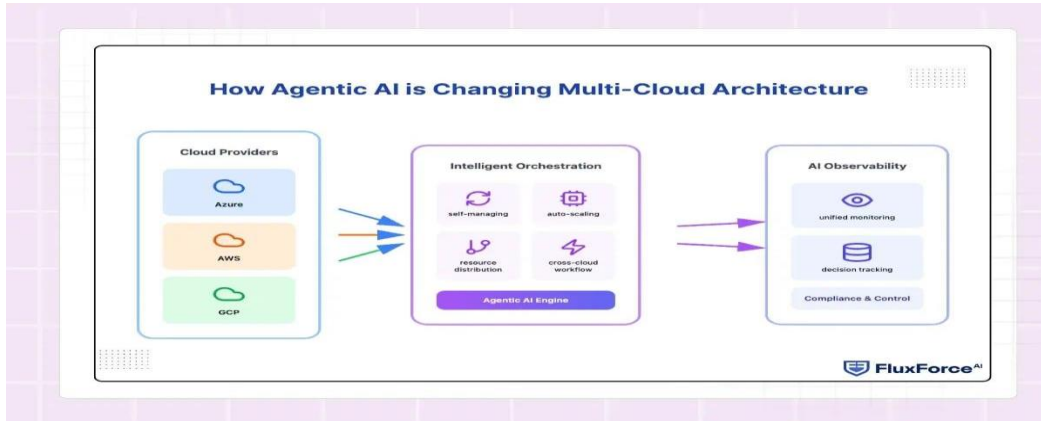 How Agentic AI is Changing Multi-Cloud Architecture
Cloud Providers
Azure
AWS
GCP
Intelligent Orchestration
self-managing
auto-scaling
resource
distribution
cross-cloud
workflow
Agentic AI Engine
AI Observability
unified monitoring
decision tracking
Compliance & Control
FluxForce AI